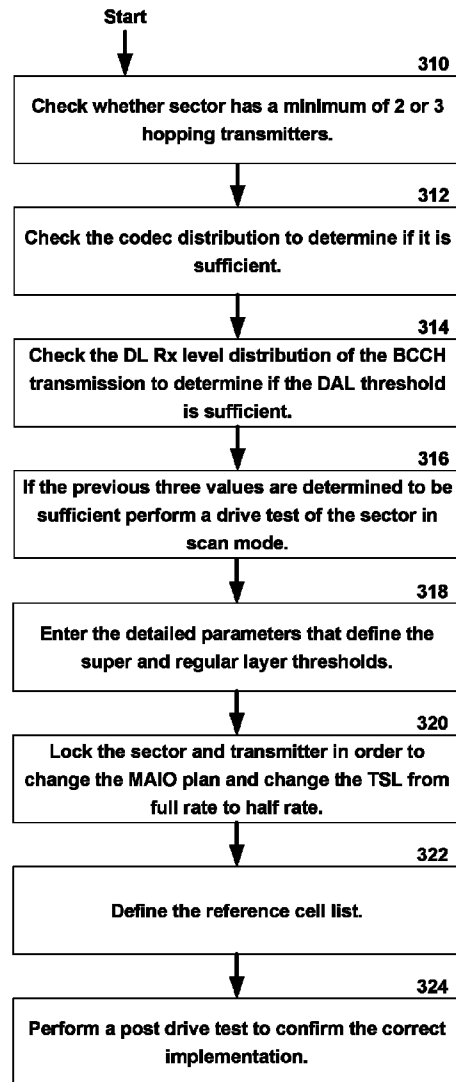 Start
310
Check whether sector has a minimum of 2 or 3
hopping transmitters.
312
Check the codec distribution to determine if it is
sufficient.
314
Check the DL Rx level distribution of the BCCH
transmission to determine if the DAL threshold
is sufficient.
316
If the previous three values are determined to be
sufficient perform a drive test of the sector in
scan mode.
318
Enter the detailed parameters that define the
super and regular layer thresholds.
320
Lock the sector and transmitter in order to
change the MAIO plan and change the TSL from
full rate to half rate.
322
Define the reference cell list.
324
Perform a post drive test to confirm the correct
implementation.